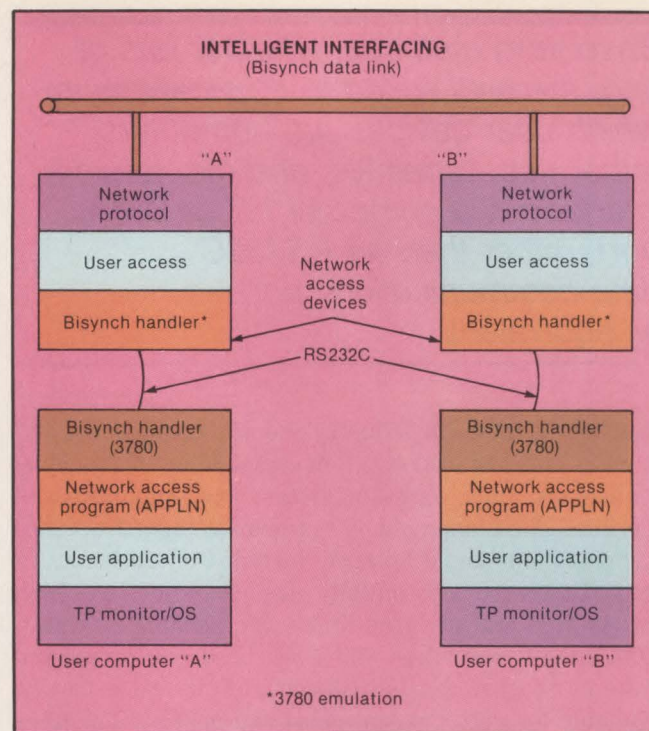 INTELLIGENT INTERFACING
(Bisynch data link)
"A"
"B"
Network
protocol
User access
Bisynch handler*
Network
protocol
User access
Bisynch handler*
Network
access
devices
RS232C
Bisynch handler
(3780)
Network access
program (APPLN)
User application
TP monitor/OS
User computer "A"
Bisynch handler
(3780)
Network access
program (APPLN)
User application
TP monitor/OS
User computer "B"
*3780 emulation